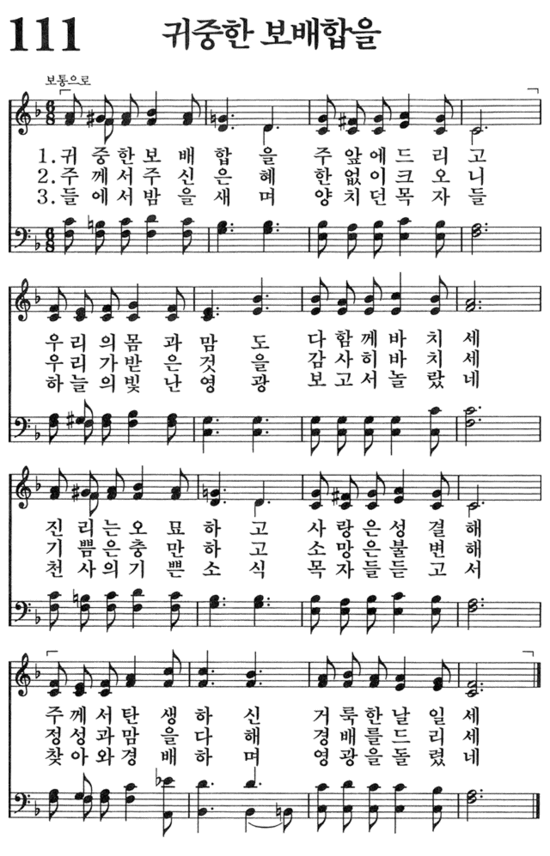 111 귀중한 보배합을
보통으로
1. 귀 중 한 보 배 합 을 주 앞 에 드 리 고
2. 주 께 서 주 신 은 혜 한 없 이 크 오 니
3. 들 에 서 밤 을 새 며 양 치 던 목 자 들
우 리 의 몸 과 맘 도 다 함 께 바 치 세
우 리 가 받 은 것 을 감 사 히 바 치 세
하 늘 의 빛 난 영 광 보 고 서 놀 랐 네
진 리 는 오 묘 하 고 사 랑 은 성 결 해
기 쁨 은 충 만 하 고 소 망 은 불 변 해
천 사 의 기 쁜 소 식 목 자 들 듣 고 서
주 께 서 탄 생 하 신 거 룩 한 날 일 세
정 성 과 맘 을 다 해 경 배 를 드 리 세
찾 아 와 경 배 하 며 영 광 을 돌 렸 네